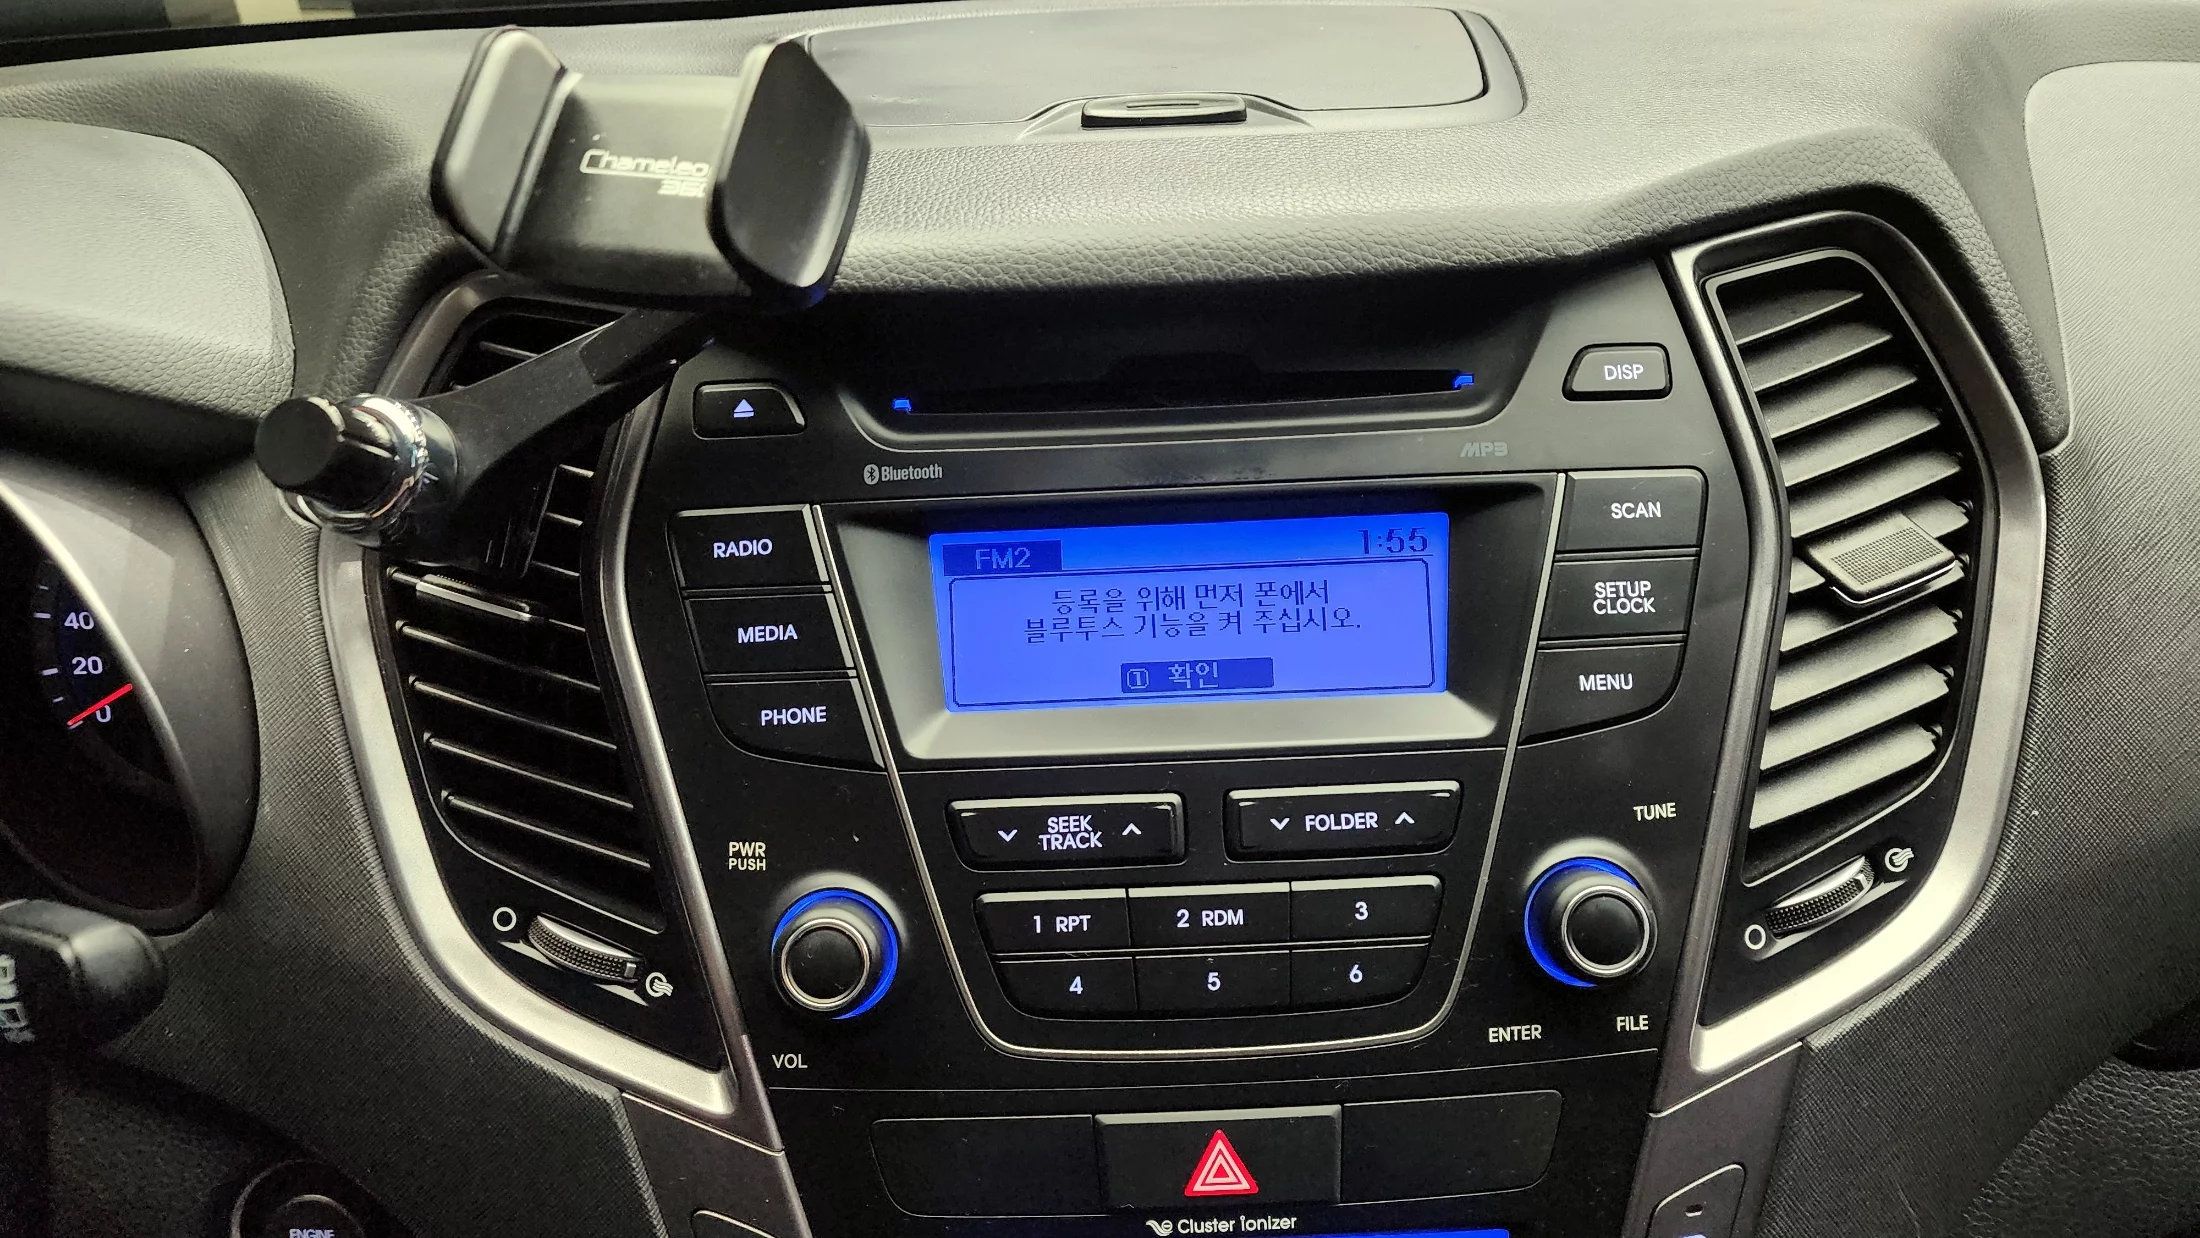 Chameleo
360
DISP
MP3
Bluetooth
RADIO
MEDIA
PHONE
FM2
1:55
등록을 위해 먼저 폰에서
블루투스 기능을 켜 주십시오.
① 확인
SCAN
SETUP
CLOCK
MENU
40
20
0
SEEK
TRACK
FOLDER
TUNE
PWR
PUSH
1 RPT
2 RDM
3
4
5
6
VOL
ENTER
FILE
Cluster ionizer
ENGINE